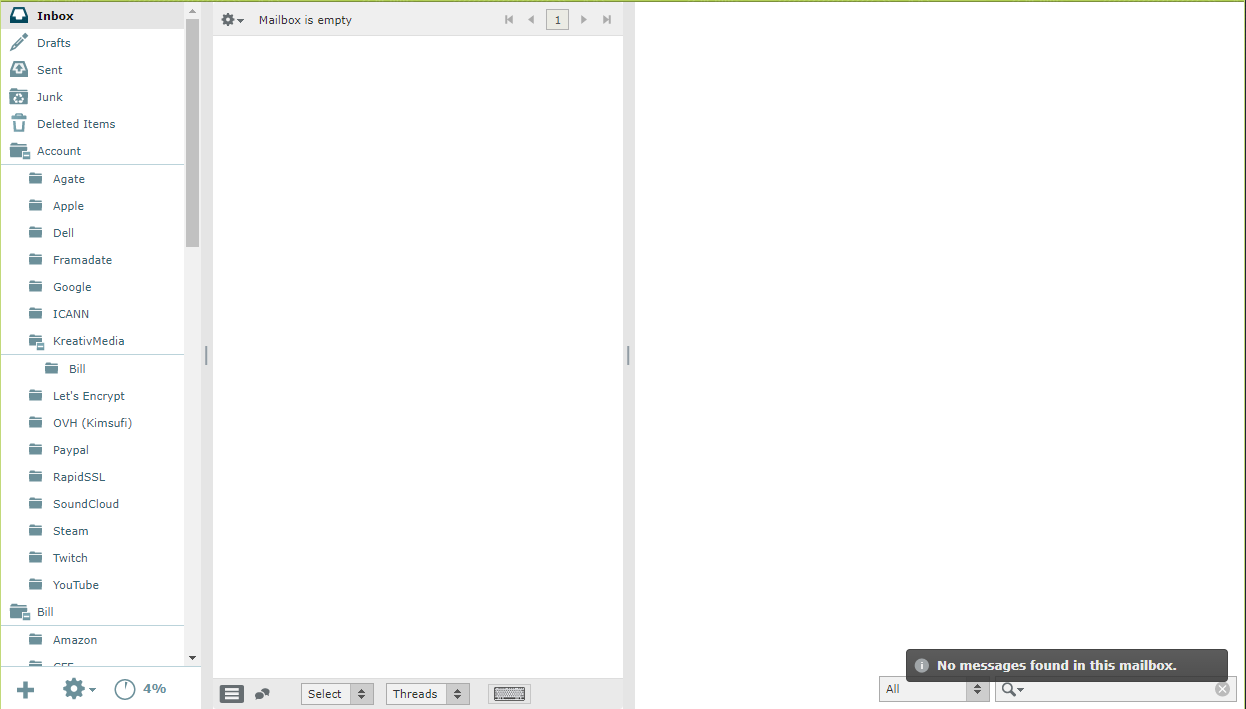 Inbox
Drafts
Sent
Junk
Deleted Items
Account
Agate
Apple
Dell
Framadate
Google
ICANN
KreativMedia
Bill
Let's Encrypt
OVH (Kimsufi)
Paypal
RapidSSL
SoundCloud
Steam
Twitch
YouTube
Bill
Amazon
4%
Mailbox is empty
1
Select
Threads
No messages found in this mailbox.
All